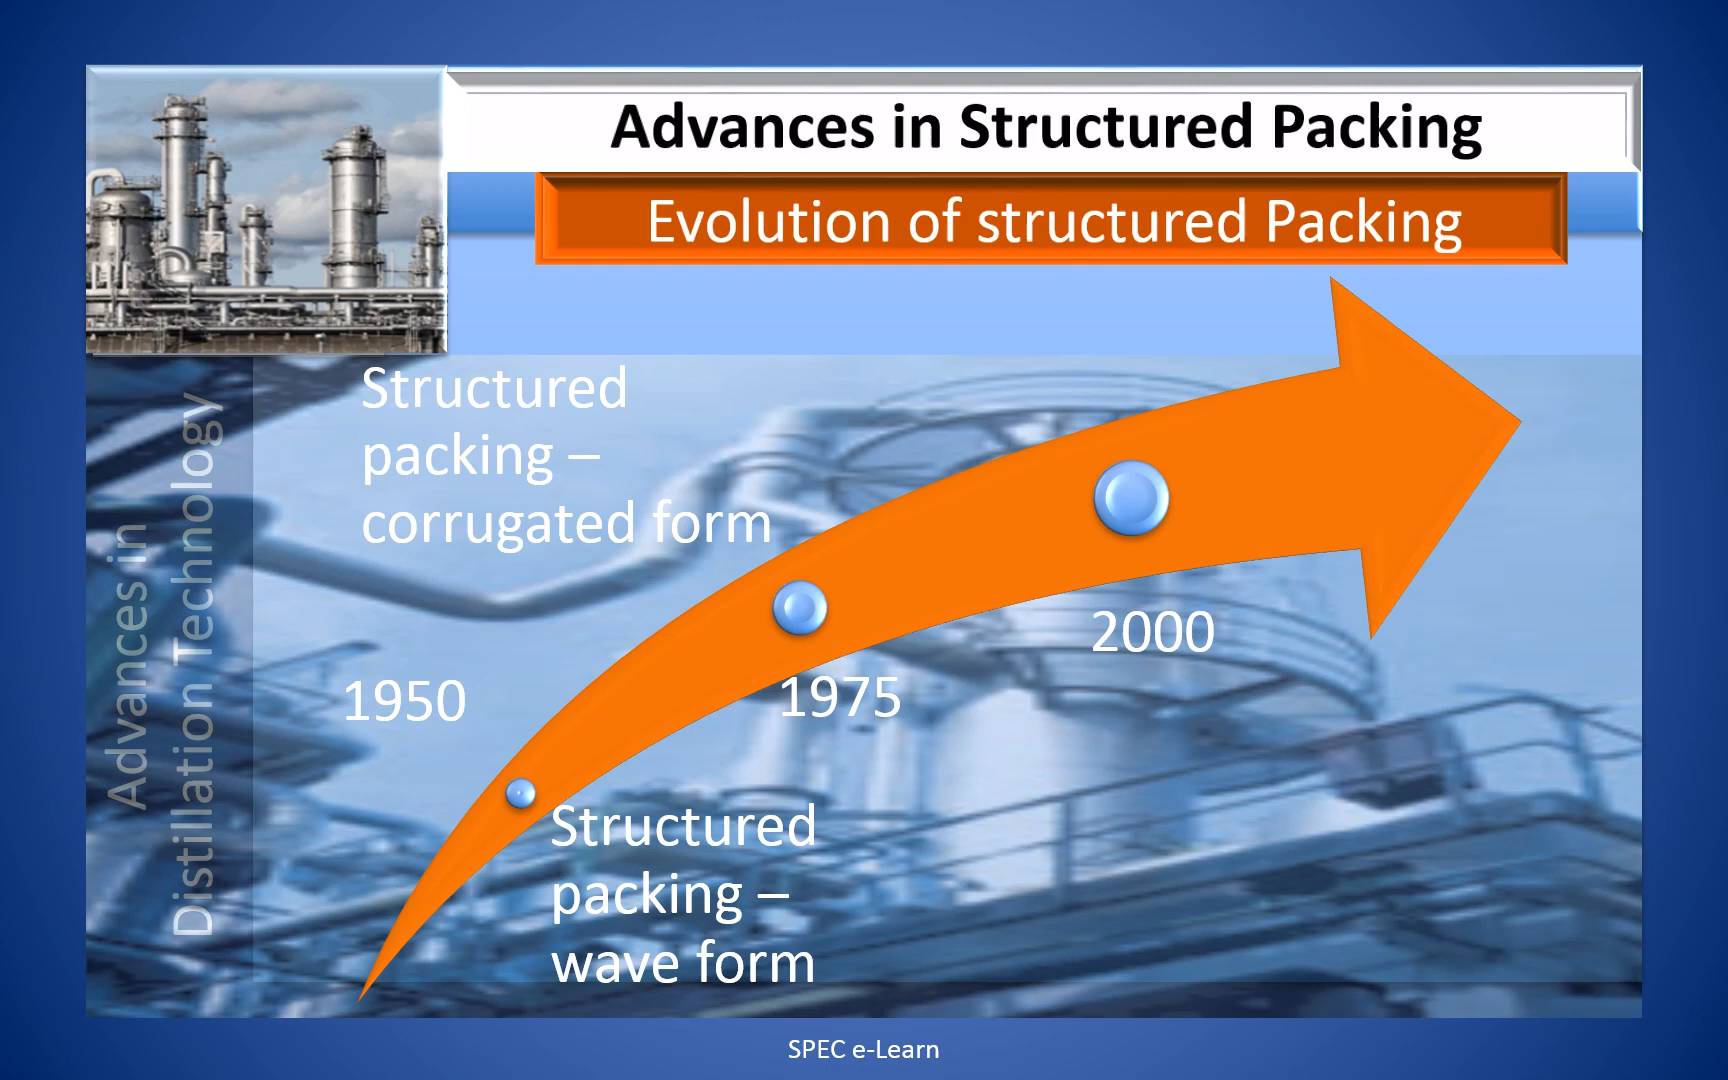 Advances in Structured Packing
Evolution of structured Packing
Advances in
Distillation Technology
Structured
packing –
corrugated form
1950
1975
2000
Structured
packing –
wave form
SPEC e-Learn